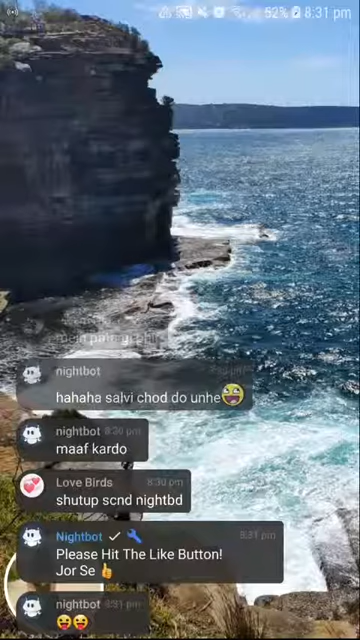 52% 8:31 pm
nightbot
hahaha salvi chod do unhe😆
nightbot 8:30 pm
maaf kardo
Love Birds 8:30 pm
shutup scnd nightbd
Nightbot 8:31 pm
Please Hit The Like Button!
Jor Se 👍
nightbot 8:31 pm
😝😝